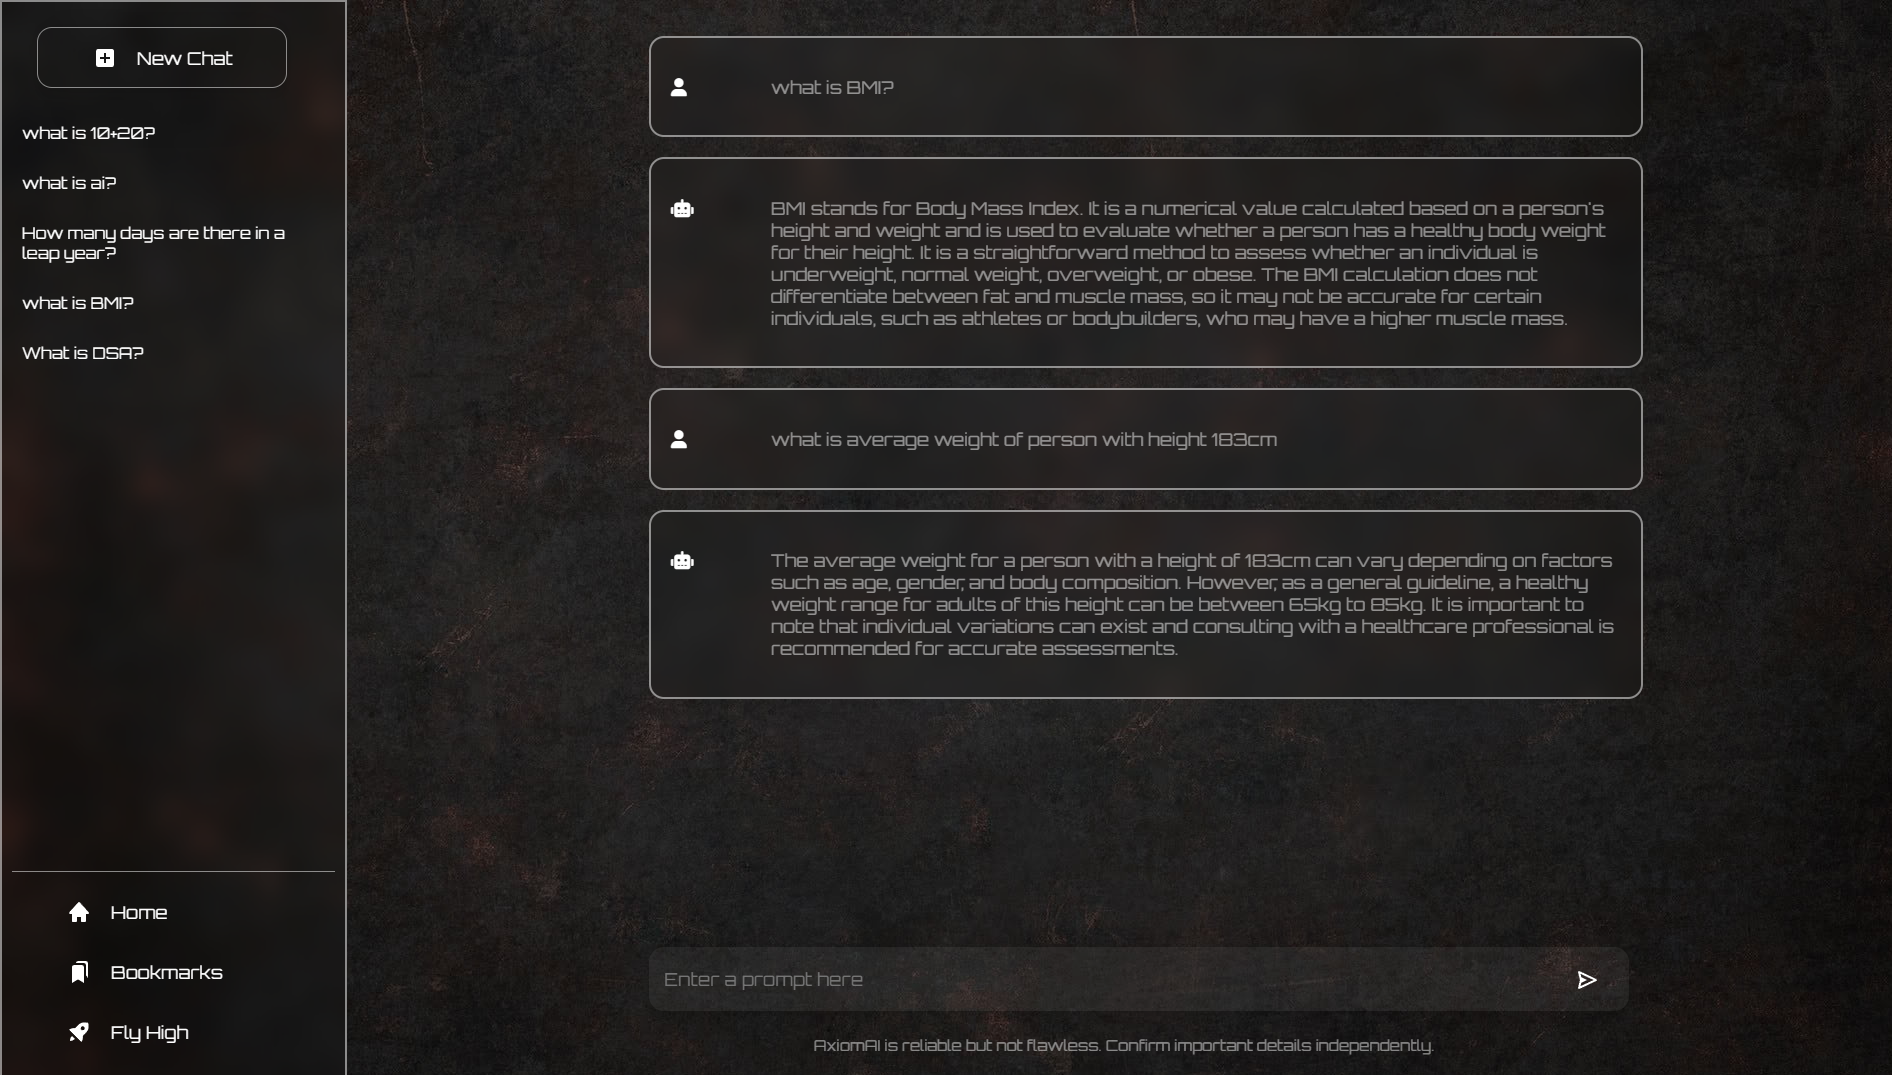 New Chat
what is 10+20?
what is ai?
How many days are there in a
leap year?
what is BMI?
What is DSA?
Home
Bookmarks
Fly High
what is BMI?
BMI stands for Body Mass Index. It is a numerical value calculated based on a person's
height and weight and is used to evaluate whether a person has a healthy body weight
for their height. It is a straightforward method to assess whether an individual is
underweight, normal weight, overweight, or obese. The BMI calculation does not
differentiate between fat and muscle mass, so it may not be accurate for certain
individuals, such as athletes or bodybuilders, who may have a higher muscle mass.
what is average weight of person with height 183cm
The average weight for a person with a height of 183cm can vary depending on factors
such as age, gender, and body composition. However, as a general guideline, a healthy
weight range for adults of this height can be between 65kg to 85kg. It is important to
note that individual variations can exist and consulting with a healthcare professional is
recommended for accurate assessments.
Enter a prompt here
AxiomAI is reliable but not flawless. Confirm important details independently.